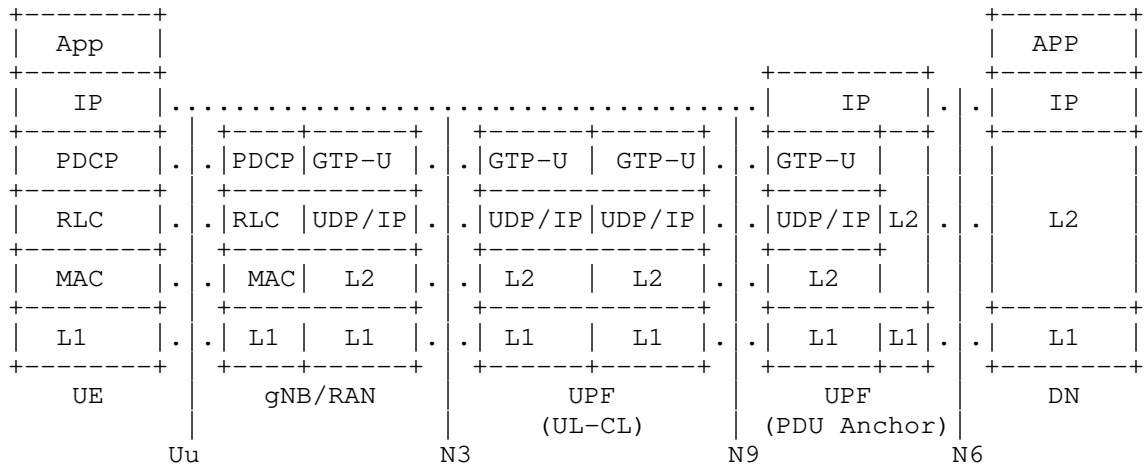 App APP
IP IP IP
PDCP PDCP GTP-U GTP-U GTP-U GTP-U
RLC RLC UDP/IP UDP/IP UDP/IP UDP/IP L2 L2
MAC MAC L2 L2 L2 L2
L1 L1 L1 L1 L1 L1 L1 L1
UE gNB/RAN UPF UPF DN
(UL-CL) (PDU Anchor)
Uu N3 N9 N6